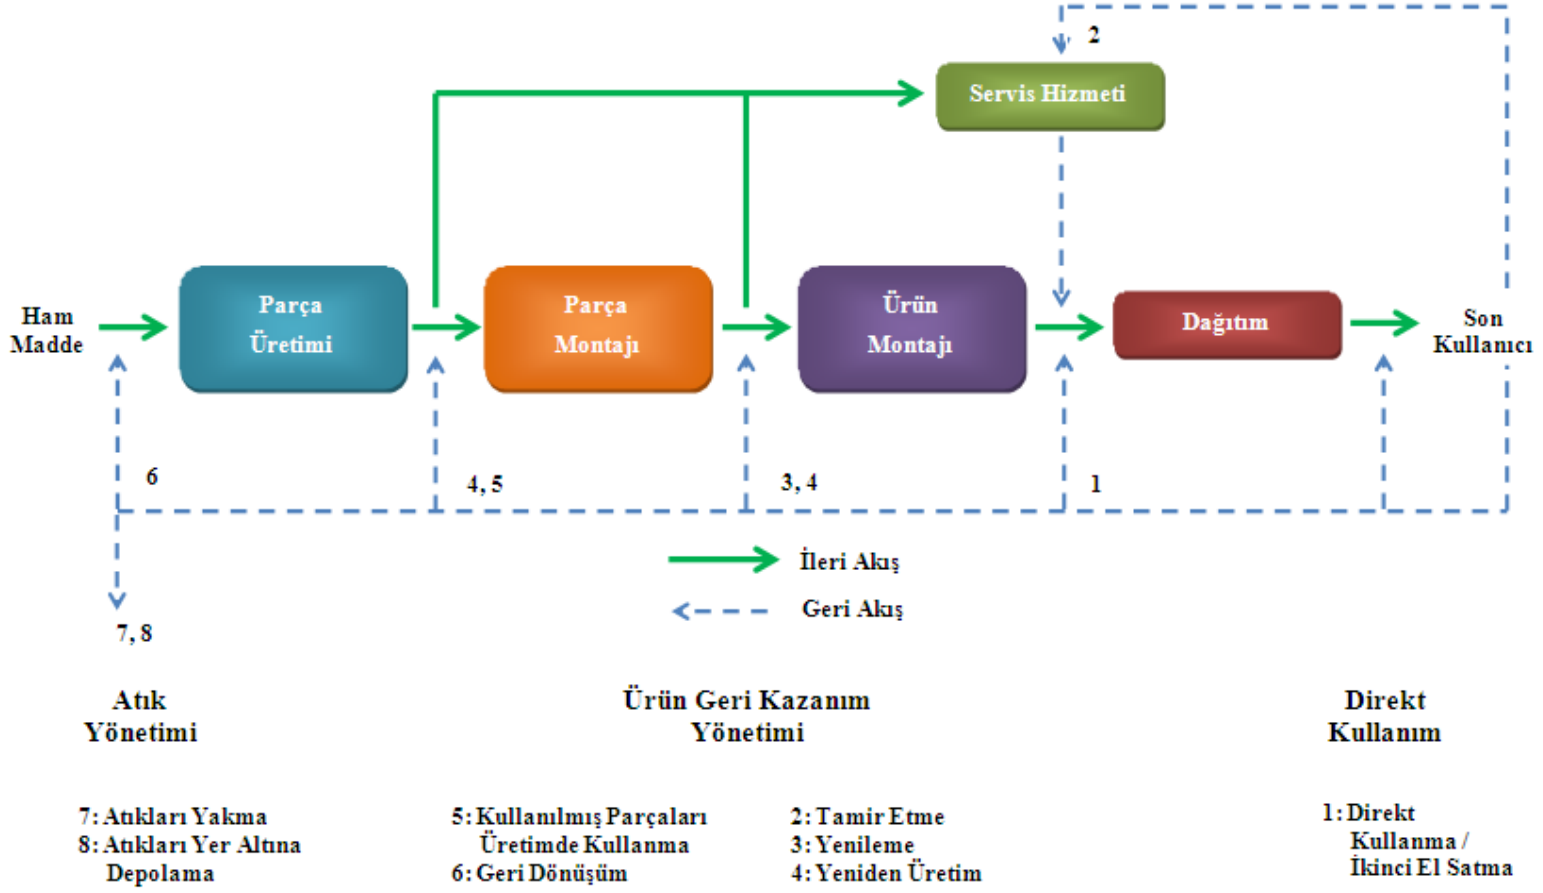 2
Servis Hizmeti
Ham
Madde
Parça
Üretimi
Parça
Montajı
Ürün
Montajı
Dağıtım
Son
Kullanıcı
6
4, 5
3, 4
1
İleri Akış
Geri Akış
7, 8
Atık
Yönetimi
Ürün Geri Kazanım
Yönetimi
Direkt
Kullanım
7: Atıkları Yakma
8: Atıkları Yer Altına
Depolama
5: Kullanılmış Parçaları
Üretimde Kullanma
6: Geri Dönüşüm
2: Tamir Etme
3: Yenileme
4: Yeniden Üretim
1: Direkt
Kullanma /
İkinci El Satma